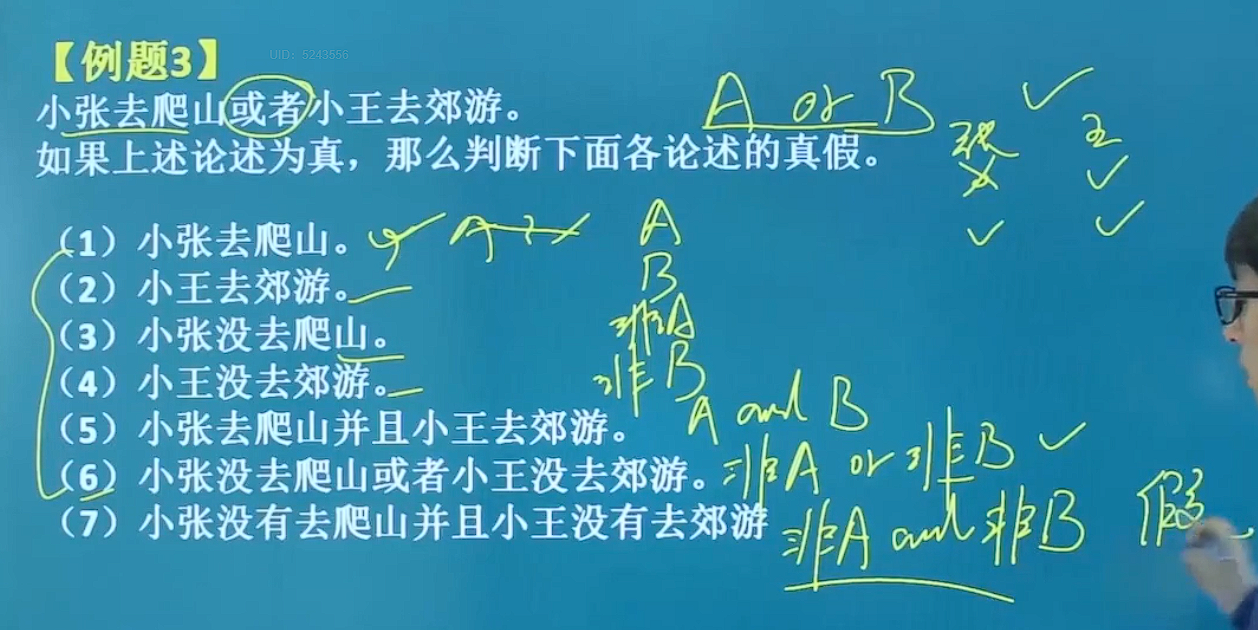 【例题3】
UID: 5243556
小张去爬山或者小王去郊游。
A or B
如果上述论述为真，那么判断下面各论述的真假。
张 王
（1）小张去爬山。
A
（2）小王去郊游。
B
（3）小张没去爬山。
非A
（4）小王没去郊游。
非B
（5）小张去爬山并且小王去郊游。
A and B
（6）小张没去爬山或者小王没去郊游。
非A or 非B
（7）小张没有去爬山并且小王没有去郊游
非A and 非B 假